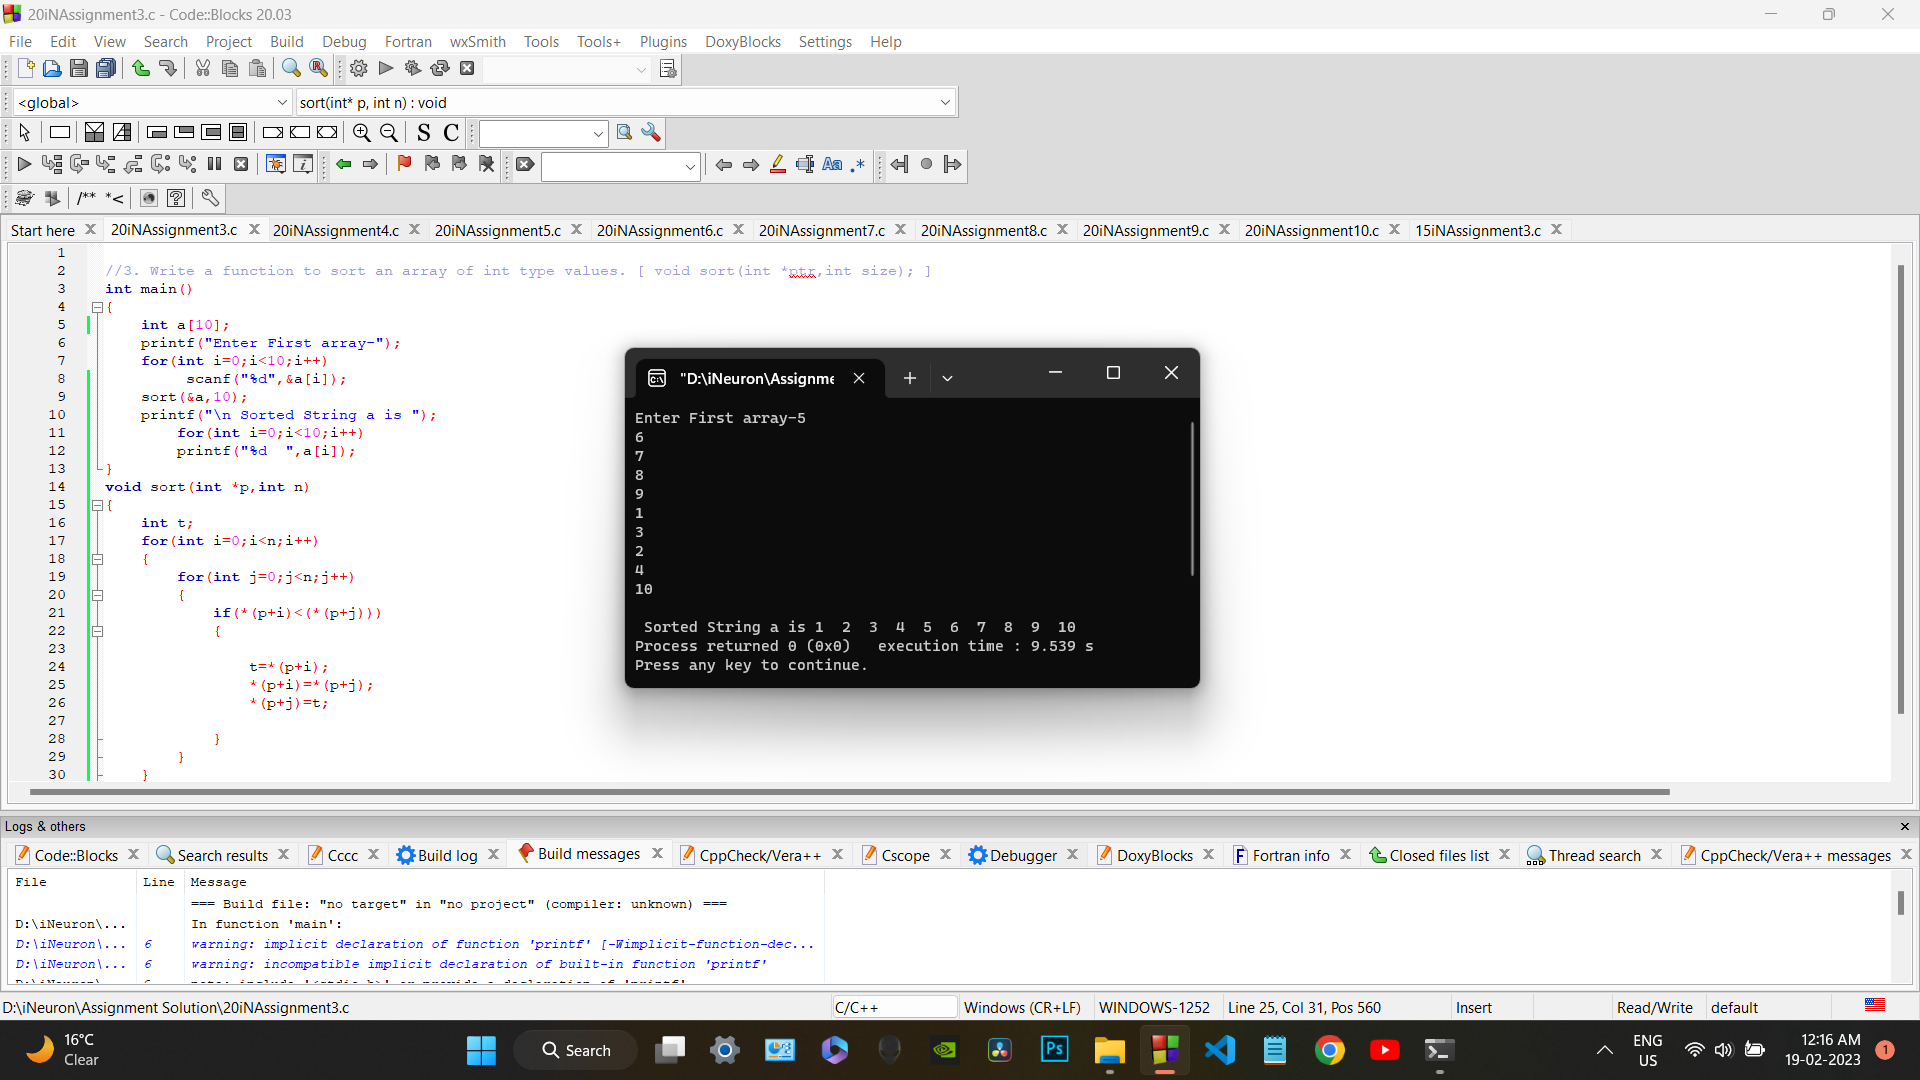 20iNAssignment3.c - Code::Blocks 20.03
File Edit View Search Project Build Debug Fortran wxSmith Tools Tools+ Plugins DoxyBlocks Settings Help
<global> sort(int* p, int n) : void
S C
Aa .*
/** *<
Start here 20iNAssignment3.c 20iNAssignment4.c 20iNAssignment5.c 20iNAssignment6.c 20iNAssignment7.c 20iNAssignment8.c 20iNAssignment9.c 20iNAssignment10.c 15iNAssignment3.c
1
2 //3. Write a function to sort an array of int type values. [ void sort(int *ptr,int size); ]
3 int main()
4 {
5 int a[10];
6 printf("Enter First array-");
7 for(int i=0;i<10;i++)
8 scanf("%d",&a[i]);
9 sort(&a,10);
10 printf("\n Sorted String a is ");
11 for(int i=0;i<10;i++)
12 printf("%d  ",a[i]);
13 }
14 void sort(int *p,int n)
15 {
16 int t;
17 for(int i=0;i<n;i++)
18 {
19 for(int j=0;j<n;j++)
20 {
21 if(*(p+i)<(*(p+j)))
22 {
23
24 t=*(p+i);
25 *(p+i)=*(p+j);
26 *(p+j)=t;
27
28 }
29 }
30 }
"D:\iNeuron\Assignme
Enter First array-5
6
7
8
9
1
3
2
4
10
Sorted String a is 1  2  3  4  5  6  7  8  9  10
Process returned 0 (0x0)   execution time : 9.539 s
Press any key to continue.
Logs & others
Code::Blocks Search results Cccc Build log Build messages CppCheck/Vera++ Cscope Debugger DoxyBlocks Fortran info Closed files list Thread search CppCheck/Vera++ messages
File Line Message
=== Build file: "no target" in "no project" (compiler: unknown) ===
D:\iNeuron\... In function 'main':
D:\iNeuron\... 6 warning: implicit declaration of function 'printf' [-Wimplicit-function-dec...
D:\iNeuron\... 6 warning: incompatible implicit declaration of built-in function 'printf'
D:\iNeuron\Assignment Solution\20iNAssignment3.c C/C++ Windows (CR+LF) WINDOWS-1252 Line 25, Col 31, Pos 560 Insert Read/Write default
16°C
Clear
Search
Ps
ENG
US
12:16 AM
19-02-2023
1